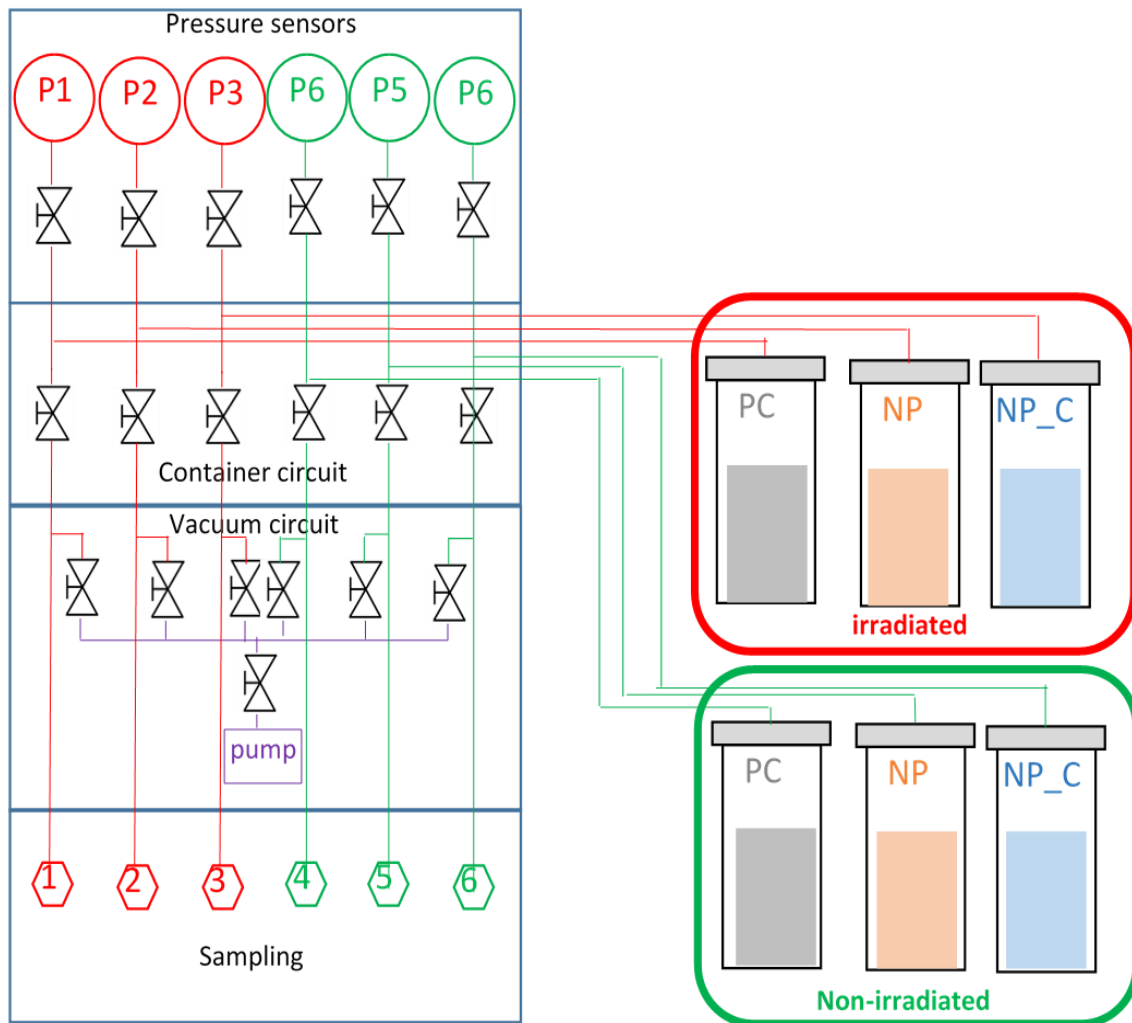 Pressure sensors
P1 P2 P3 P6 P5 P6
PC NP NP_C
Container circuit
irradiated
Vacuum circuit
pump
PC NP NP_C
1 2 3 4 5 6
Sampling
Non-irradiated